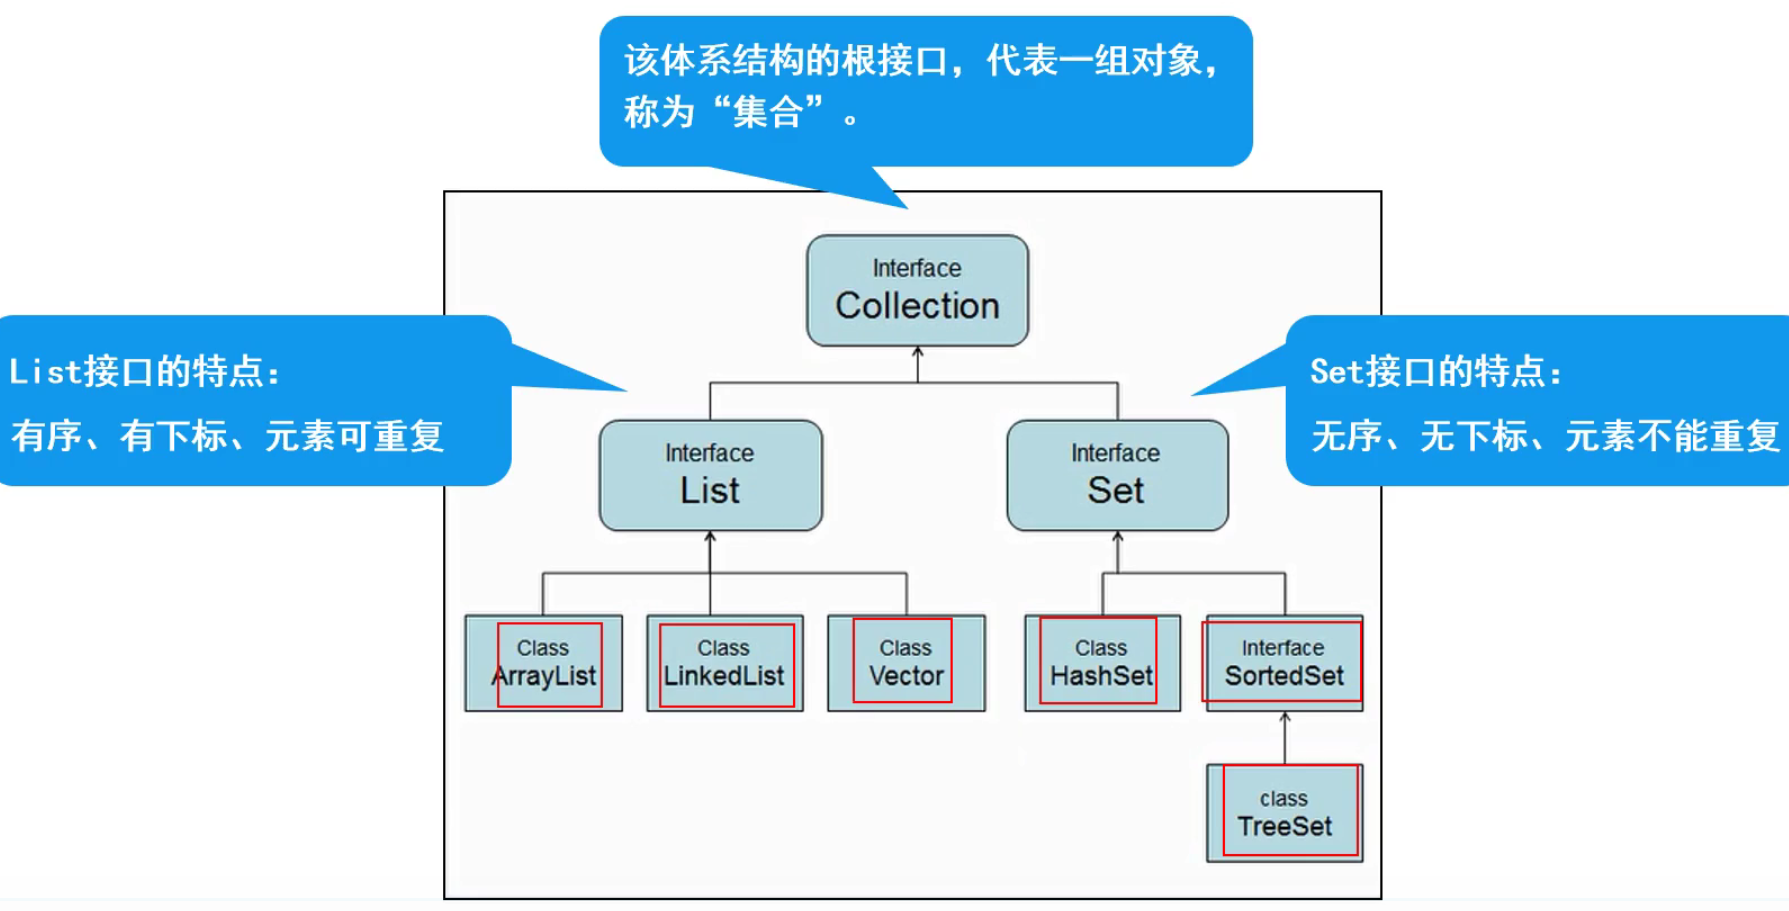 该体系结构的根接口，代表一组对象，
称为“集合”。
Interface
Collection
List接口的特点：
有序、有下标、元素可重复
Set接口的特点：
无序、无下标、元素不能重复
Interface
List
Interface
Set
Class
ArrayList
Class
LinkedList
Class
Vector
Class
HashSet
Interface
SortedSet
class
TreeSet